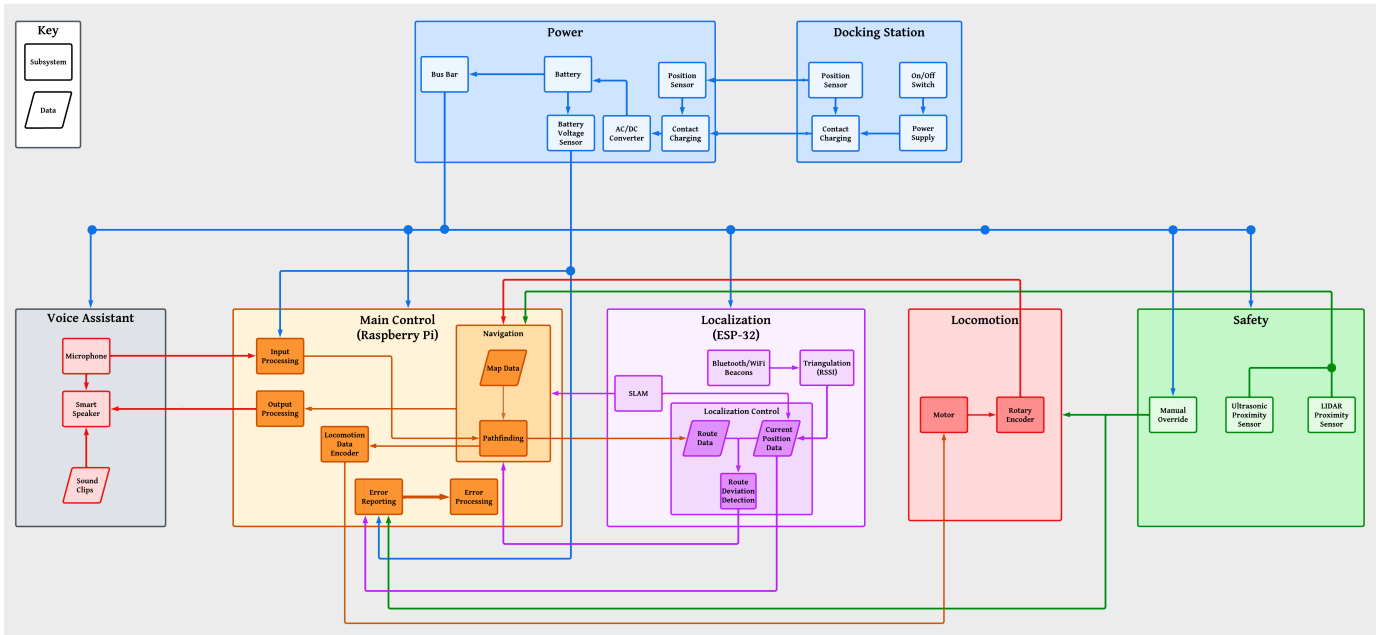 Key
Subsystem
Data
Power
Bus Bar
Battery
Position
Sensor
Battery
Voltage
Sensor
AC/DC
Converter
Contact
Charging
Docking Station
Position
Sensor
On/Off
Switch
Contact
Charging
Power
Supply
Voice Assistant
Microphone
Smart
Speaker
Sound
Clips
Main Control
(Raspberry Pi)
Input
Processing
Output
Processing
Locomotion
Data
Encoder
Error
Reporting
Error
Processing
Navigation
Map Data
Pathfinding
Localization
(ESP-32)
Bluetooth/WiFi
Beacons
Triangulation
(RSSI)
SLAM
Localization Control
Route
Data
Current
Position
Data
Route
Deviation
Detection
Locomotion
Motor
Rotary
Encoder
Safety
Manual
Override
Ultrasonic
Proximity
Sensor
LIDAR
Proximity
Sensor